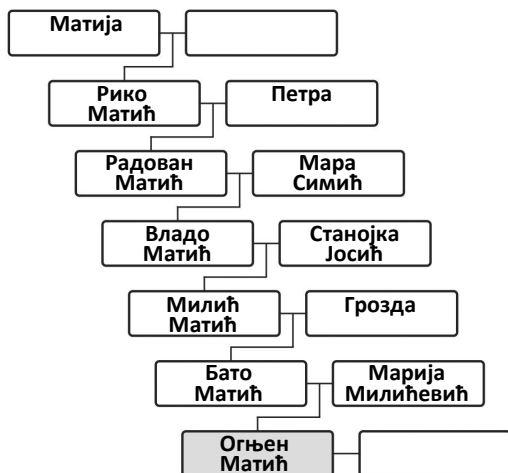 Матија
Рико
Матић
Петра
Радован
Матић
Мара
Симић
Владо
Матић
Станојка
Јосић
Милић
Матић
Грозда
Бато
Матић
Марија
Милићевић
Огњен
Матић